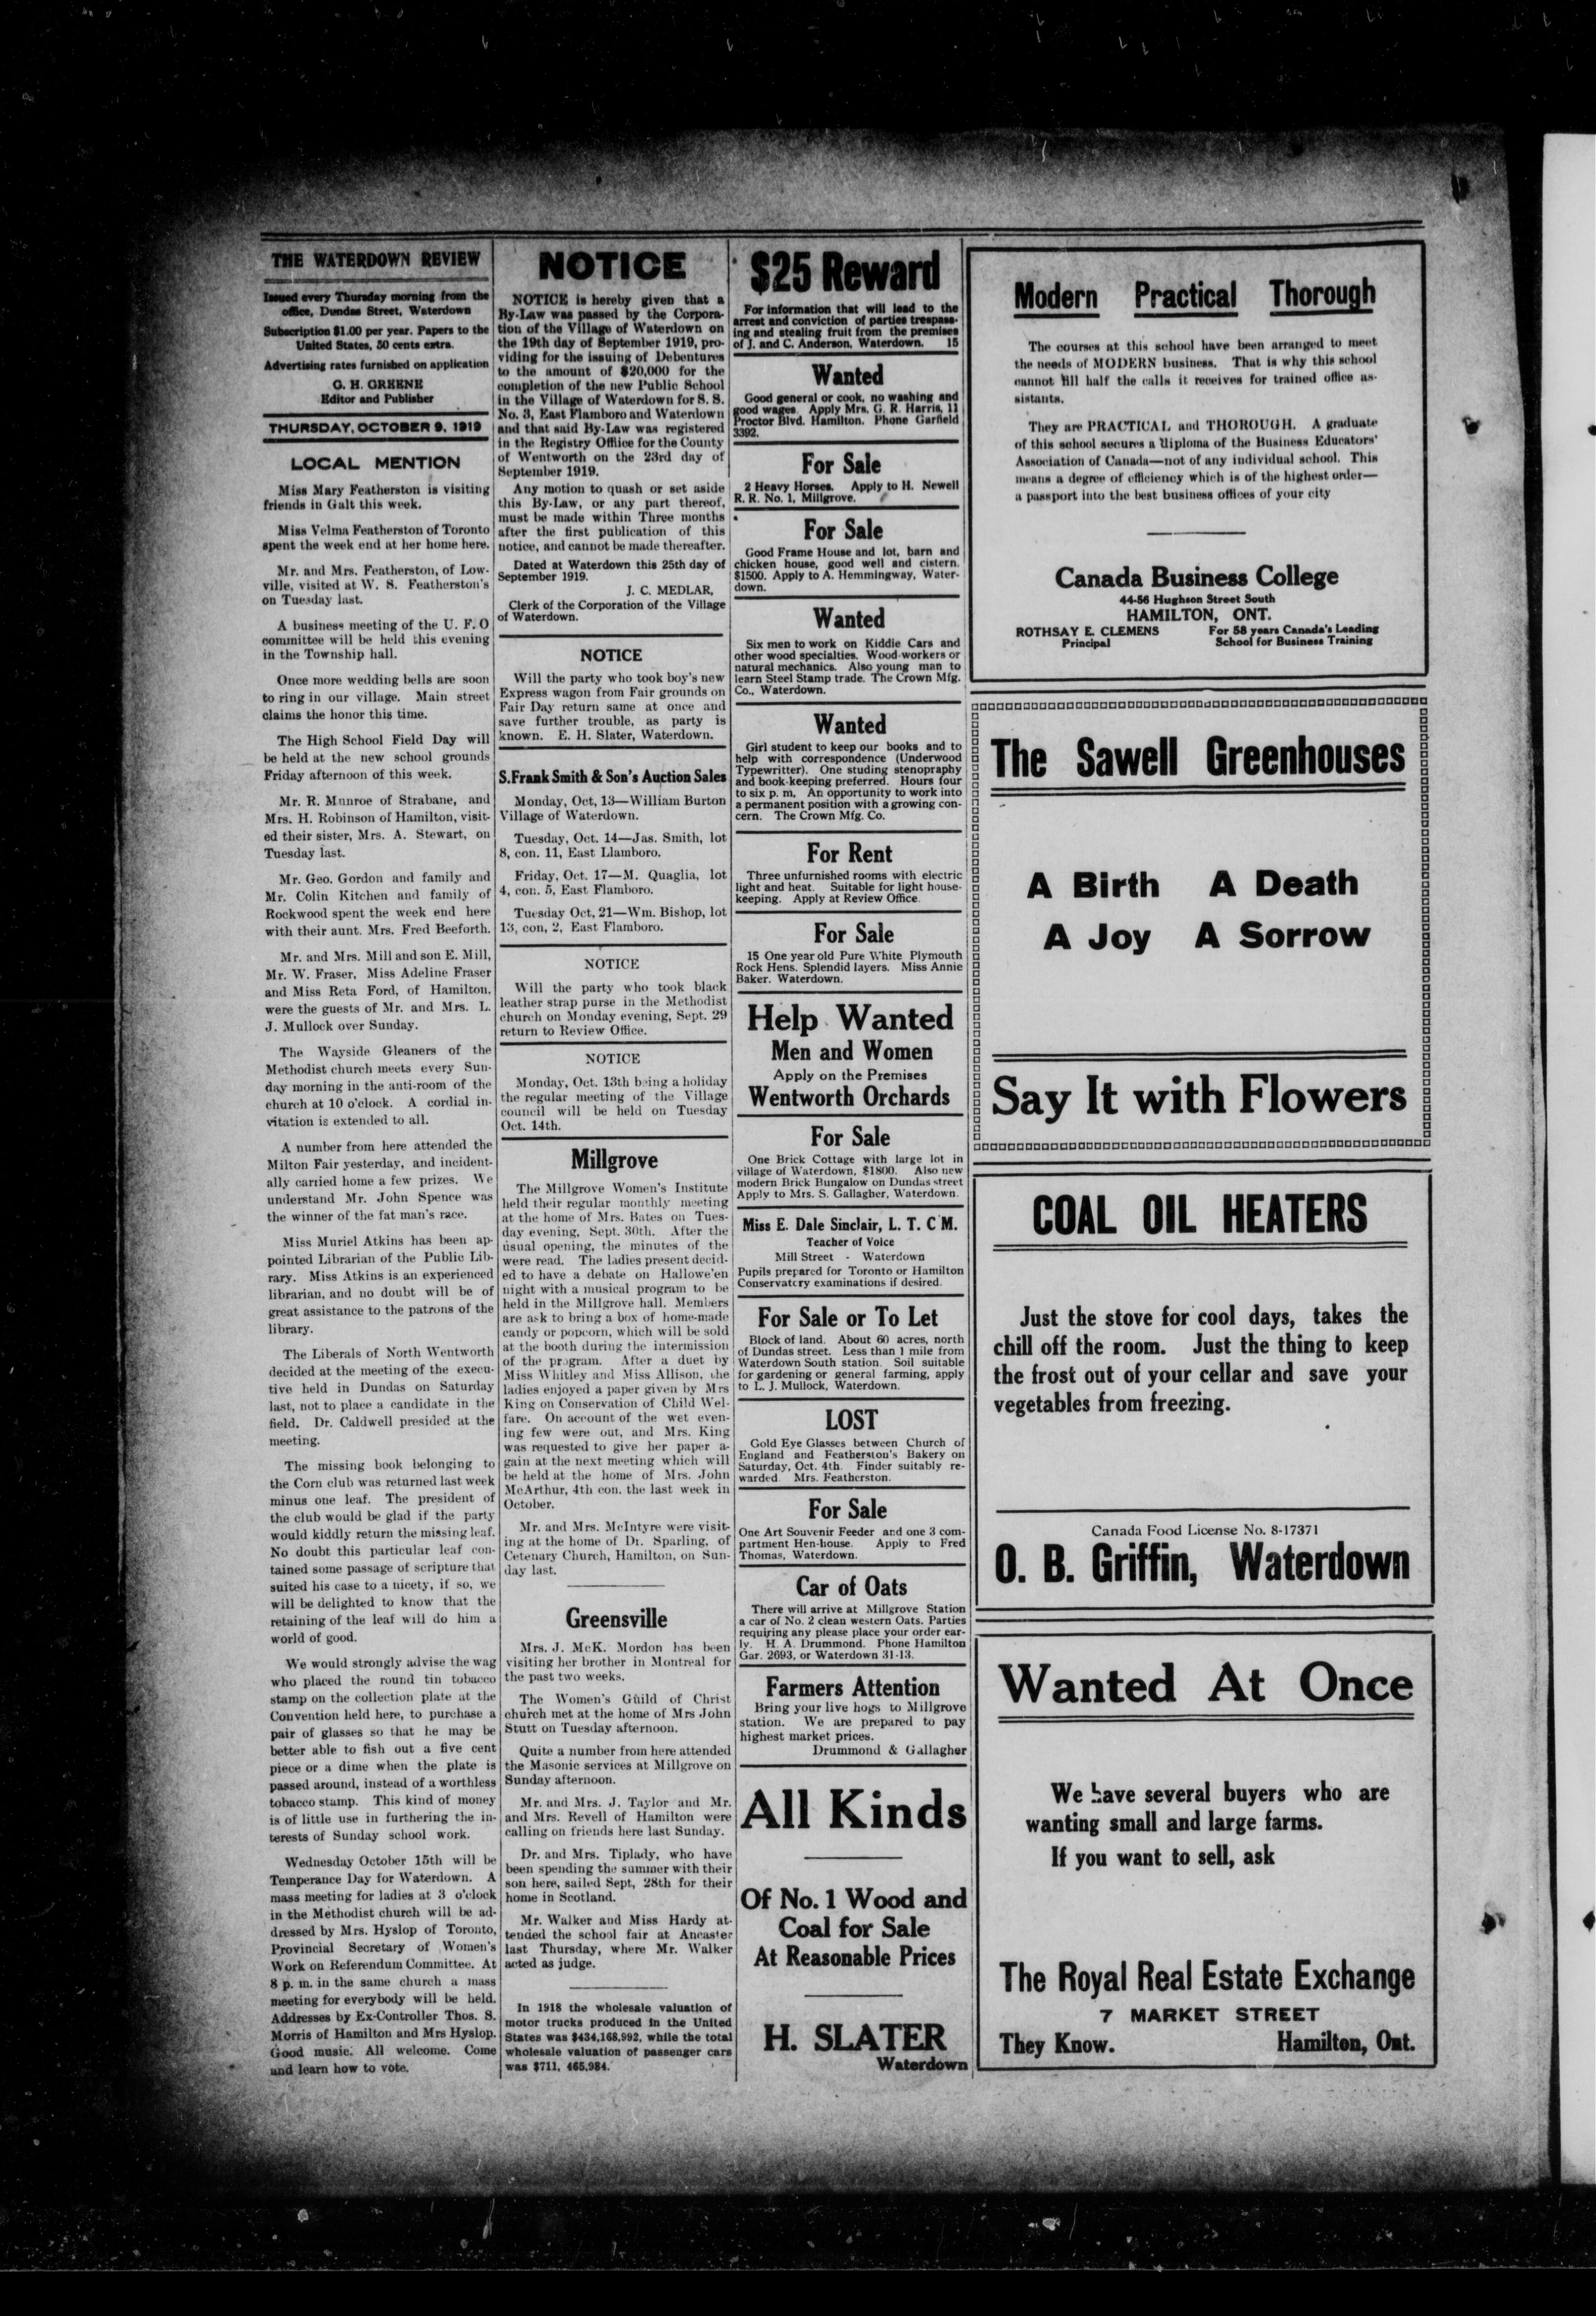 THE WATERDOWN REVIEW
Issued every Thursday morning from the
office, Dundas Street, Waterdown
Subscription $1.00 per year. Papers to the
United States, 50 cents extra.
Advertising rates furnished on application
G. H. GREENE
Editor and Publisher
THURSDAY, OCTOBER 9, 1919
LOCAL MENTION
Miss Mary Featherston is visiting
friends in Galt this week.
Miss Velma Featherston of Toronto
spent the week end at her home here.
Mr. and Mrs. Featherston, of Low-
ville, visited at W. S. Featherston's
on Tuesday last.
A business meeting of the U. F. O
committee will be held this evening
in the Township hall.
Once more wedding bells are soon
to ring in our village. Main street
claims the honor this time.
The High School Field Day will
be held at the new school grounds
Friday afternoon of this week.
Mr. R. Munroe of Strabane, and
Mrs. H. Robinson of Hamilton, visit-
ed their sister, Mrs. A. Stewart, on
Tuesday last.
Mr. Geo. Gordon and family and
Mr. Colin Kitchen and family of
Rockwood spent the week end here
with their aunt. Mrs. Fred Beeforth.
Mr. and Mrs. Mill and son E. Mill,
Mr. W. Fraser, Miss Adeline Fraser
and Miss Reta Ford, of Hamilton,
were the guests of Mr. and Mrs. L.
J. Mullock over Sunday.
The Wayside Gleaners of the
Methodist church meets every Sun-
day morning in the anti-room of the
church at 10 o'clock. A cordial in-
vitation is extended to all.
A number from here attended the
Milton Fair yesterday, and incident-
ally carried home a few prizes. We
understand Mr. John Spence was
the winner of the fat man's race.
Miss Muriel Atkins has been ap-
pointed Librarian of the Public Lib-
rary. Miss Atkins is an experienced
librarian, and no doubt will be of
great assistance to the patrons of the
library.
The Liberals of North Wentworth
decided at the meeting of the execu-
tive held in Dundas on Saturday
last, not to place a candidate in the
field. Dr. Caldwell presided at the
meeting.
The missing book belonging to
the Corn club was returned last week
minus one leaf. The president of
the club would be glad if the party
would kiddly return the missing leaf.
No doubt this particular leaf con-
tained some passage of scripture that
suited his case to a nicety, if so, we
will be delighted to know that the
retaining of the leaf will do him a
world of good.
We would strongly advise the wag
who placed the round tin tobacco
stamp on the collection plate at the
Convention held here, to purchase a
pair of glasses so that he may be
better able to fish out a five cent
piece or a dime when the plate is
passed around, instead of a worthless
tobacco stamp. This kind of money
is of little use in furthering the in-
terests of Sunday school work.
Wednesday October 15th will be
Temperance Day for Waterdown. A
mass meeting for ladies at 3 o'clock
in the Methodist church will be ad-
dressed by Mrs. Hyslop of Toronto,
Provincial Secretary of Women's
Work on Referendum Committee. At
8 p. m. in the same church a mass
meeting for everybody will be held.
Addresses by Ex-Controller Thos. S.
Morris of Hamilton and Mrs Hyslop.
Good music. All welcome. Come
and learn how to vote.
NOTICE
NOTICE is hereby given that a
By-Law was passed by the Corpora-
tion of the Village of Waterdown on
the 19th day of September 1919, pro-
viding for the issuing of Debentures
to the amount of $20,000 for the
completion of the new Public School
in the Village of Waterdown for S. S.
No. 3, East Flamboro and Waterdown
and that said By-Law was registered
in the Registry Office for the County
of Wentworth on the 23rd day of
September 1919.
Any motion to quash or set aside
this By-Law, or any part thereof,
must be made within Three months
after the first publication of this
notice, and cannot be made thereafter.
Dated at Waterdown this 25th day of
September 1919.
J. C. MEDLAR,
Clerk of the Corporation of the Village
of Waterdown.
NOTICE
Will the party who took boy's new
Express wagon from Fair grounds on
Fair Day return same at once and
save further trouble, as party is
known. E. H. Slater, Waterdown.
S. Frank Smith & Son's Auction Sales
Monday, Oct, 13—William Burton
Village of Waterdown.
Tuesday, Oct. 14—Jas. Smith, lot
8, con. 11, East Llamboro.
Friday, Oct. 17—M. Quaglia, lot
4, con. 5, East Flamboro.
Tuesday Oct, 21—Wm. Bishop, lot
13, con, 2, East Flamboro.
NOTICE
Will the party who took black
leather strap purse in the Methodist
church on Monday evening, Sept. 29
return to Review Office.
NOTICE
Monday, Oct. 13th being a holiday
the regular meeting of the Village
council will be held on Tuesday
Oct. 14th.
Millgrove
The Millgrove Women's Institute
held their regular monthly meeting
at the home of Mrs. Bates on Tues-
day evening, Sept. 30th. After the
usual opening, the minutes of the
were read. The ladies present decid-
ed to have a debate on Hallowe'en
night with a musical program to be
held in the Millgrove hall. Members
are ask to bring a box of home-made
candy or popcorn, which will be sold
at the booth during the intermission
of the program. After a duet by
Miss Whitley and Miss Allison, the
ladies enjoyed a paper given by Mrs
King on Conservation of Child Wel-
fare. On account of the wet even-
ing few were out, and Mrs. King
was requested to give her paper a-
gain at the next meeting which will
be held at the home of Mrs. John
McArthur, 4th con. the last week in
October.
Mr. and Mrs. McIntyre were visit-
ing at the home of Dr. Sparling, of
Cetenary Church, Hamilton, on Sun-
day last.
Greensville
Mrs. J. McK. Mordon has been
visiting her brother in Montreal for
the past two weeks.
The Women's Guild of Christ
church met at the home of Mrs John
Stutt on Tuesday afternoon.
Quite a number from here attended
the Masonic services at Millgrove on
Sunday afternoon.
Mr. and Mrs. J. Taylor and Mr.
and Mrs. Revell of Hamilton were
calling on friends here last Sunday.
Dr. and Mrs. Tiplady, who have
been spending the summer with their
son here, sailed Sept, 28th for their
home in Scotland.
Mr. Walker and Miss Hardy at-
tended the school fair at Ancaster
last Thursday, where Mr. Walker
acted as judge.
In 1918 the wholesale valuation of
motor trucks produced in the United
States was $434,168,992, while the total
wholesale valuation of passenger cars
was $711, 465,984.
$25 Reward
For information that will lead to the
arrest and conviction of parties trespass-
ing and stealing fruit from the premises
of J. and C. Anderson, Waterdown. 15
Wanted
Good general or cook, no washing and
good wages. Apply Mrs. G. R. Harris, 11
Proctor Blvd. Hamilton. Phone Garfield
3392.
For Sale
2 Heavy Horses. Apply to H. Newell
R. R. No. 1, Millgrove.
For Sale
Good Frame House and lot, barn and
chicken house, good well and cistern.
$1500. Apply to A. Hemmingway, Water-
down.
Wanted
Six men to work on Kiddie Cars and
other wood specialties. Wood-workers or
natural mechanics. Also young man to
learn Steel Stamp trade. The Crown Mfg.
Co., Waterdown.
Wanted
Girl student to keep our books and to
help with correspondence (Underwood
Typewritter). One studing stenopraphy
and book-keeping preferred. Hours four
to six p. m. An opportunity to work into
a permanent position with a growing con-
cern. The Crown Mfg. Co.
For Rent
Three unfurnished rooms with electric
light and heat. Suitable for light house-
keeping. Apply at Review Office.
For Sale
15 One year old Pure White Plymouth
Rock Hens. Splendid layers. Miss Annie
Baker. Waterdown.
Help Wanted
Men and Women
Apply on the Premises
Wentworth Orchards
For Sale
One Brick Cottage with large lot in
village of Waterdown, $1800. Also new
modern Brick Bungalow on Dundas street
Apply to Mrs. S. Gallagher, Waterdown.
Miss E. Dale Sinclair, L. T. C M.
Teacher of Voice
Mill Street - Waterdown
Pupils prepared for Toronto or Hamilton
Conservatcry examinations if desired.
For Sale or To Let
Block of land. About 60 acres, north
of Dundas street. Less than 1 mile from
Waterdown South station. Soil suitable
for gardening or general farming, apply
to L. J. Mullock, Waterdown.
LOST
Gold Eye Glasses between Church of
England and Featherston's Bakery on
Saturday, Oct. 4th. Finder suitably re-
warded. Mrs. Featherston.
For Sale
One Art Souvenir Feeder and one 3 com-
partment Hen-house. Apply to Fred
Thomas, Waterdown.
Car of Oats
There will arrive at Millgrove Station
a car of No. 2 clean western Oats. Parties
requiring any please place your order ear-
ly. H. A. Drummond. Phone Hamilton
Gar. 2693, or Waterdown 31-13.
Farmers Attention
Bring your live hogs to Millgrove
station. We are prepared to pay
highest market prices.
Drummond & Gallagher
All Kinds
Of No. 1 Wood and
Coal for Sale
At Reasonable Prices
H. SLATER
Waterdown
Modern Practical Thorough
The courses at this school have been arranged to meet
the needs of MODERN business. That is why this school
cannot fill half the calls it receives for trained office as-
sistants.
They are PRACTICAL and THOROUGH. A graduate
of this school secures a Diploma of the Business Educators'
Association of Canada—not of any individual school. This
means a degree of efficiency which is of the highest order—
a passport into the best business offices of your city
Canada Business College
44-56 Hughson Street South
HAMILTON, ONT.
ROTHSAY E. CLEMENS For 58 years Canada's Leading
Principal School for Business Training
The Sawell Greenhouses
A Birth A Death
A Joy A Sorrow
Say It with Flowers
COAL OIL HEATERS
Just the stove for cool days, takes the
chill off the room. Just the thing to keep
the frost out of your cellar and save your
vegetables from freezing.
Canada Food License No. 8-17371
O. B. Griffin, Waterdown
Wanted At Once
We have several buyers who are
wanting small and large farms.
If you want to sell, ask
The Royal Real Estate Exchange
7 MARKET STREET
They Know. Hamilton, Ont.